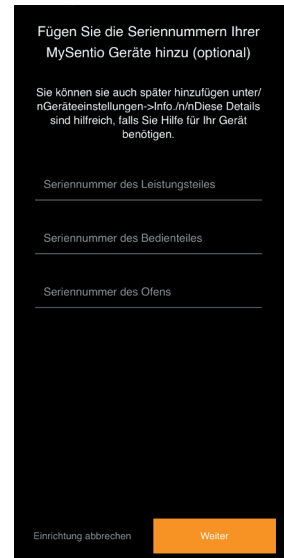 Fügen Sie die Seriennummern Ihrer
MySentio Geräte hinzu (optional)
Sie können sie auch später hinzufügen unter/
nGeräteeinstellungen->Info./n/nDiese Details
sind hilfreich, falls Sie Hilfe für Ihr Gerät
benötigen.
Seriennummer des Leistungsteiles
Seriennummer des Bedienteiles
Seriennummer des Ofens
Einrichtung abbrechen
Weiter